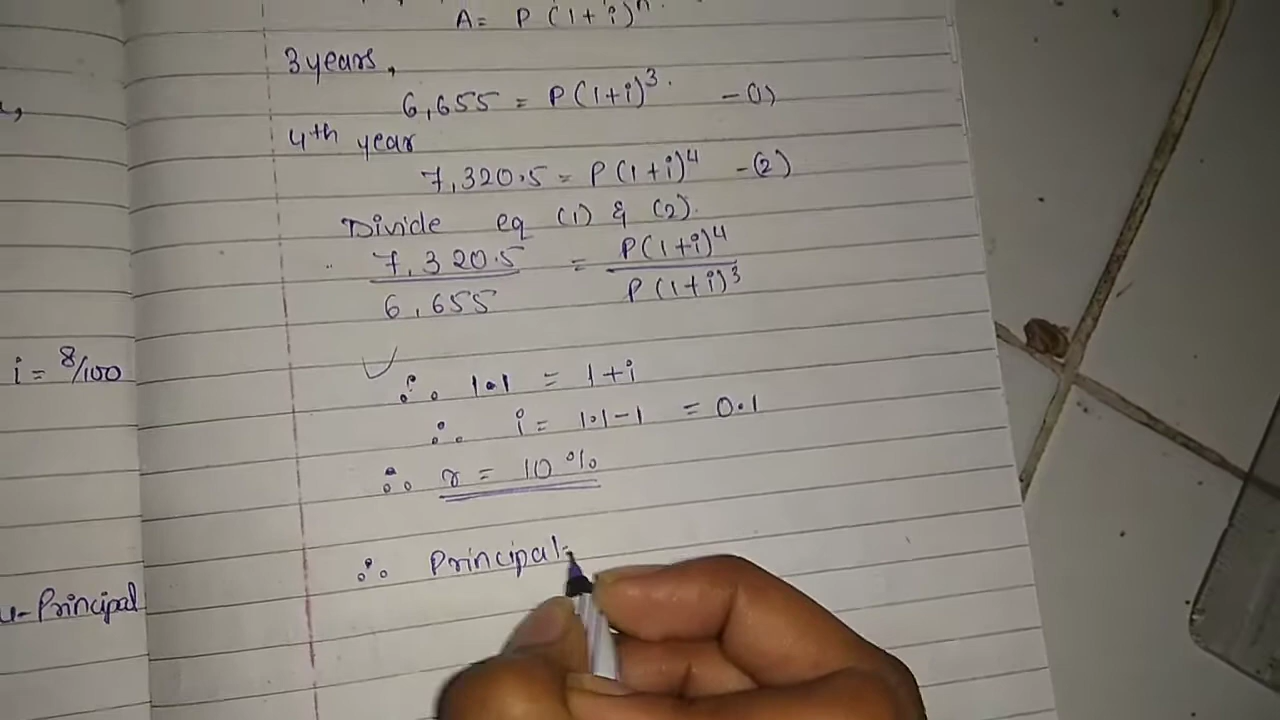 A = P (1+i)ⁿ.
3 years,
6,655 = P(1+i)³. -(1)
4th year
7,320.5 = P(1+i)⁴ -(2)
Divide eq (1) & (2).
7,320.5 = P(1+i)⁴
6,655 P(1+i)³
i = 8/100
∴ 1.1 = 1+i
∴ i = 1.1-1 = 0.1
∴ r = 10%
∴ Principal =
-Principal